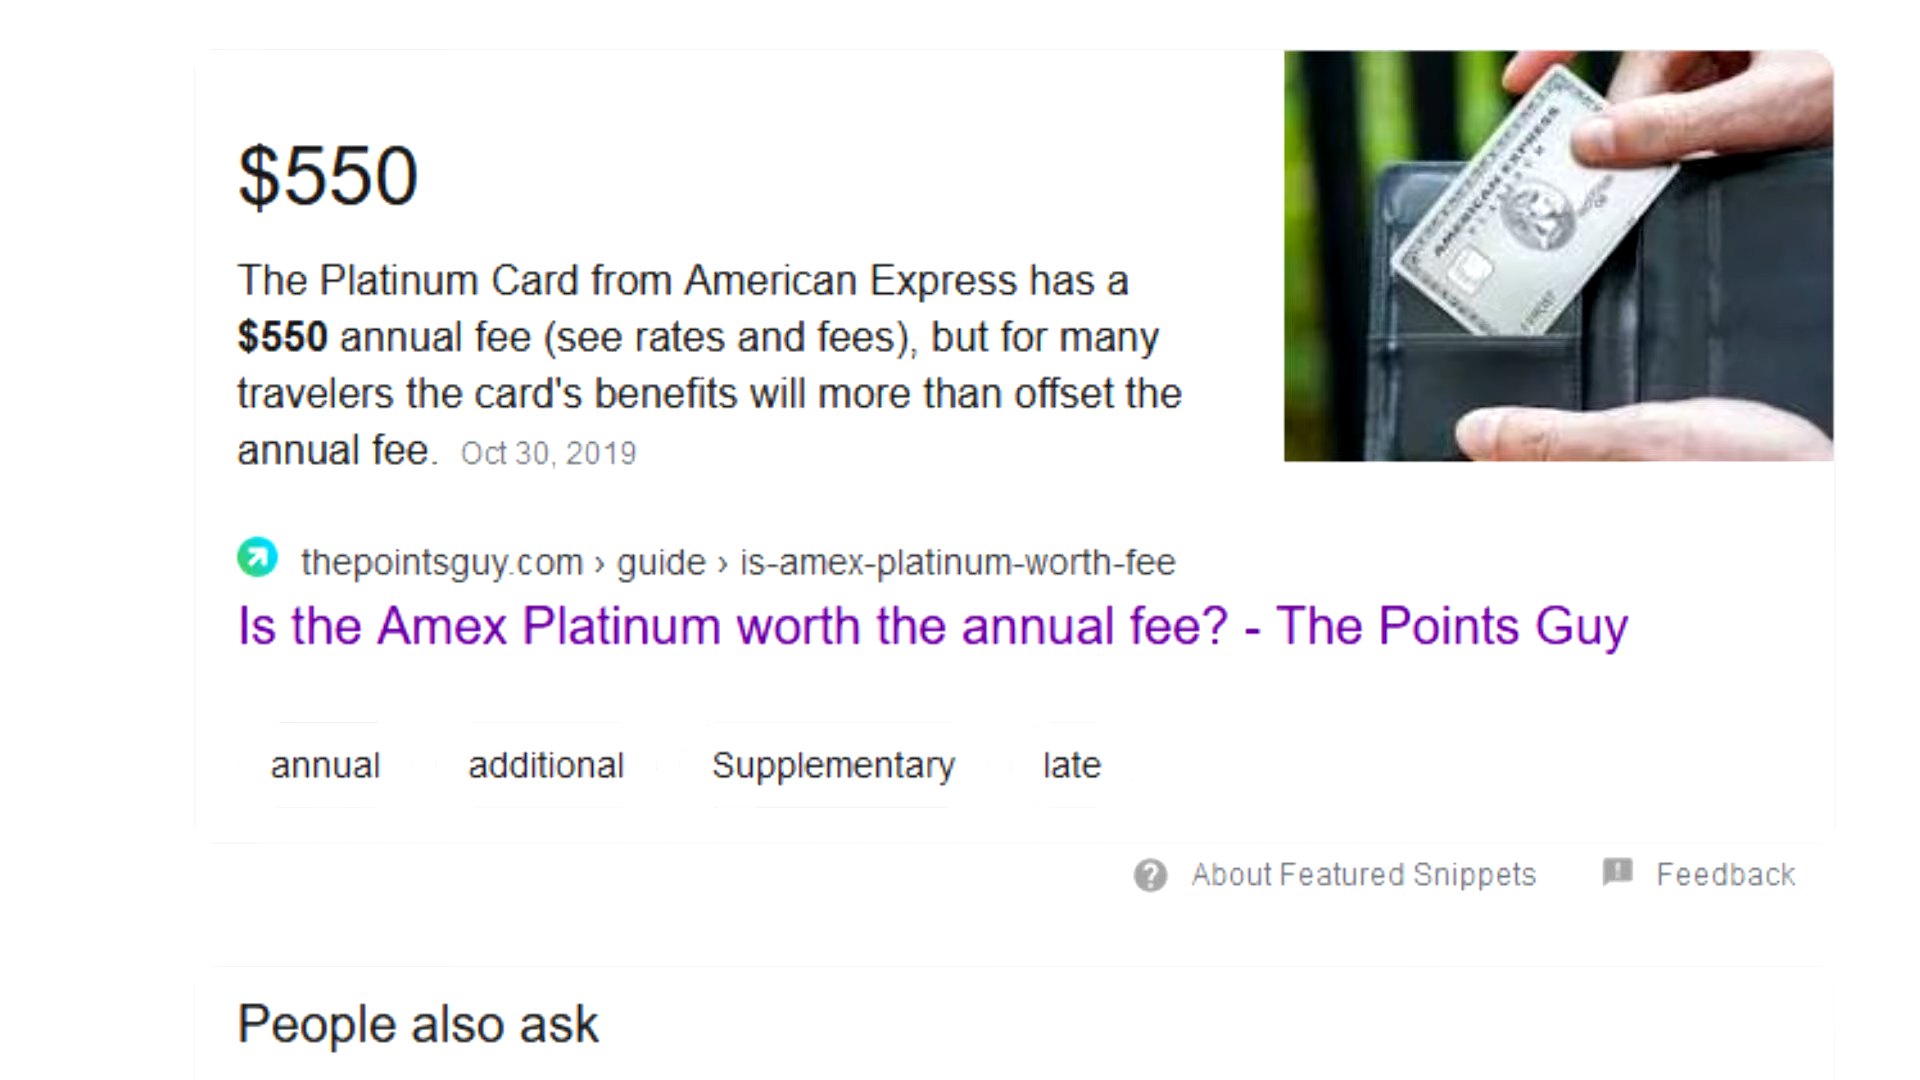 $550
The Platinum Card from American Express has a
$550 annual fee (see rates and fees), but for many
travelers the card's benefits will more than offset the
annual fee. Oct 30, 2019
AMERICAN EXPRESS
thepointsguy.com › guide › is-amex-platinum-worth-fee
Is the Amex Platinum worth the annual fee? - The Points Guy
annual additional Supplementary late
About Featured Snippets Feedback
People also ask